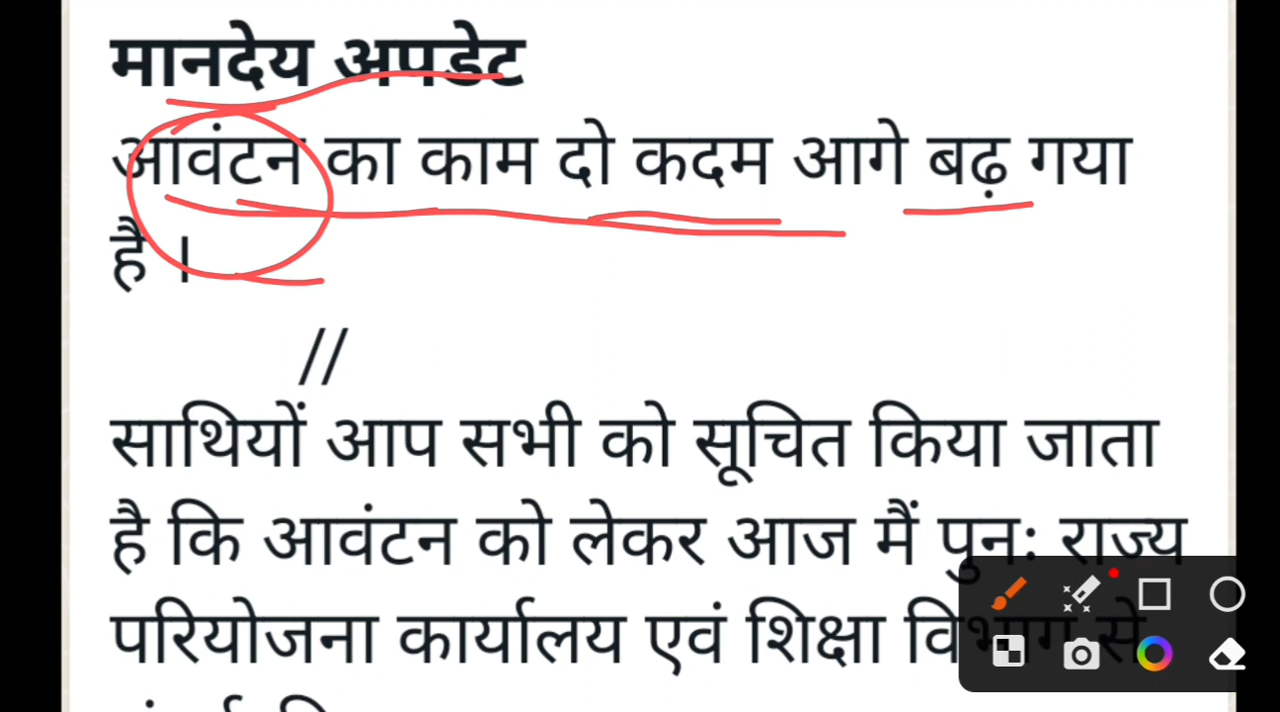 मानदेय अपडेट
आवंटन का काम दो कदम आगे बढ़ गया
है ।
//
साथियों आप सभी को सूचित किया जाता
है कि आवंटन को लेकर आज मैं पुनः राज्य
परियोजना कार्यालय एवं शिक्षा विभाग से